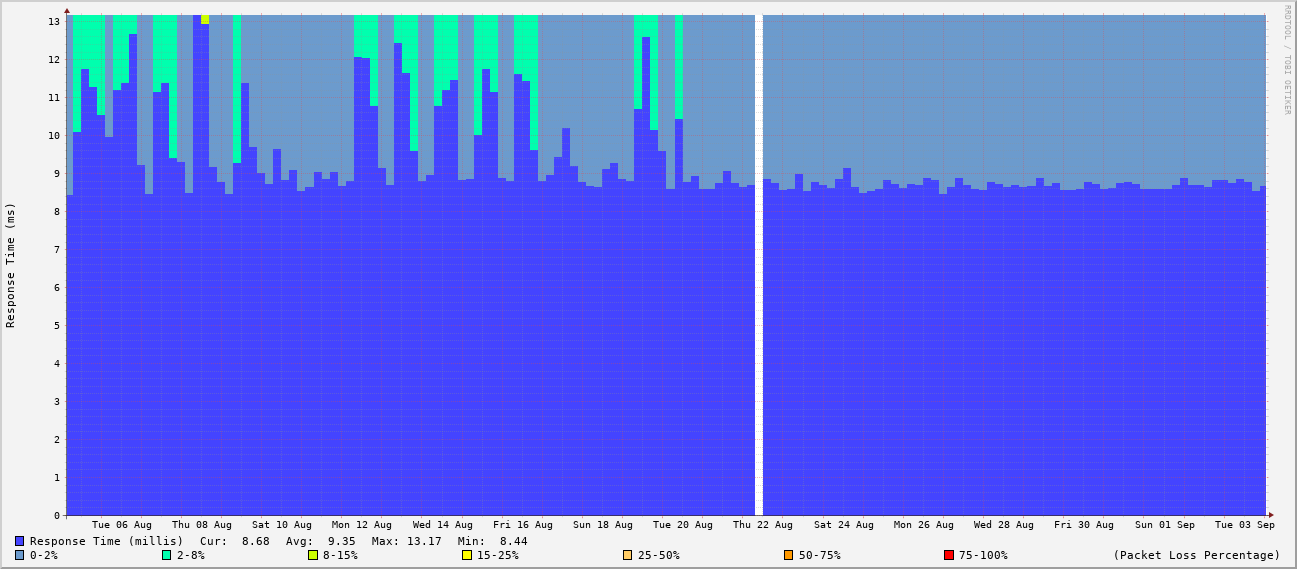 RRDTOOL / TOBI OETIKER
Response Time (ms)
13
12
11
10
9
8
7
6
5
4
3
2
1
0
Tue 06 Aug Thu 08 Aug Sat 10 Aug Mon 12 Aug Wed 14 Aug Fri 16 Aug Sun 18 Aug Tue 20 Aug Thu 22 Aug Sat 24 Aug Mon 26 Aug Wed 28 Aug Fri 30 Aug Sun 01 Sep Tue 03 Sep
Response Time (millis) Cur: 8.68 Avg: 9.35 Max: 13.17 Min: 8.44
0-2% 2-8% 8-15% 15-25% 25-50% 50-75% 75-100% (Packet Loss Percentage)